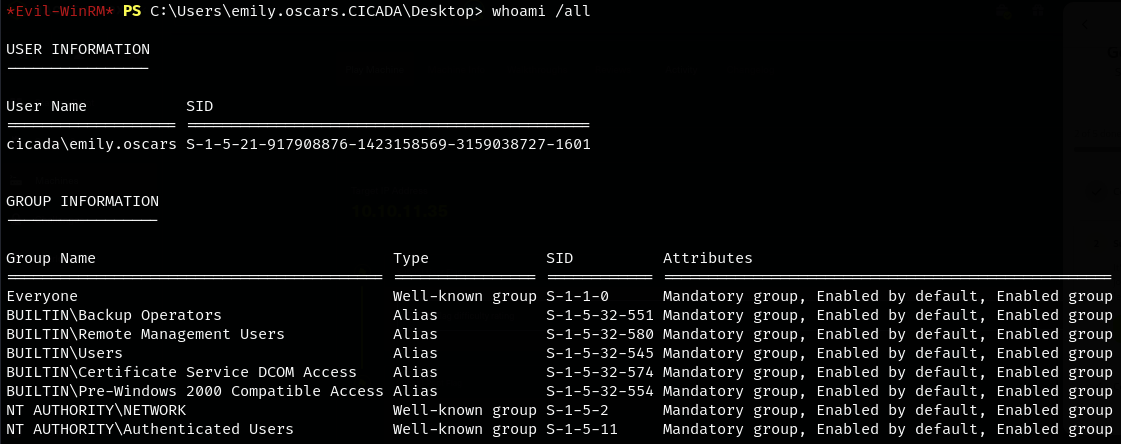 *Evil-WinRM* PS C:\Users\emily.oscars.CICADA\Desktop> whoami /all
USER INFORMATION
----------------
User Name SID
==================== =============================================
cicada\emily.oscars S-1-5-21-917908876-1423158569-3159038727-1601
GROUP INFORMATION
-----------------
Group Name Type SID Attributes
========================================== ================ ============ ==================================================
Everyone Well-known group S-1-1-0 Mandatory group, Enabled by default, Enabled group
BUILTIN\Backup Operators Alias S-1-5-32-551 Mandatory group, Enabled by default, Enabled group
BUILTIN\Remote Management Users Alias S-1-5-32-580 Mandatory group, Enabled by default, Enabled group
BUILTIN\Users Alias S-1-5-32-545 Mandatory group, Enabled by default, Enabled group
BUILTIN\Certificate Service DCOM Access Alias S-1-5-32-574 Mandatory group, Enabled by default, Enabled group
BUILTIN\Pre-Windows 2000 Compatible Access Alias S-1-5-32-554 Mandatory group, Enabled by default, Enabled group
NT AUTHORITY\NETWORK Well-known group S-1-5-2 Mandatory group, Enabled by default, Enabled group
NT AUTHORITY\Authenticated Users Well-known group S-1-5-11 Mandatory group, Enabled by default, Enabled group